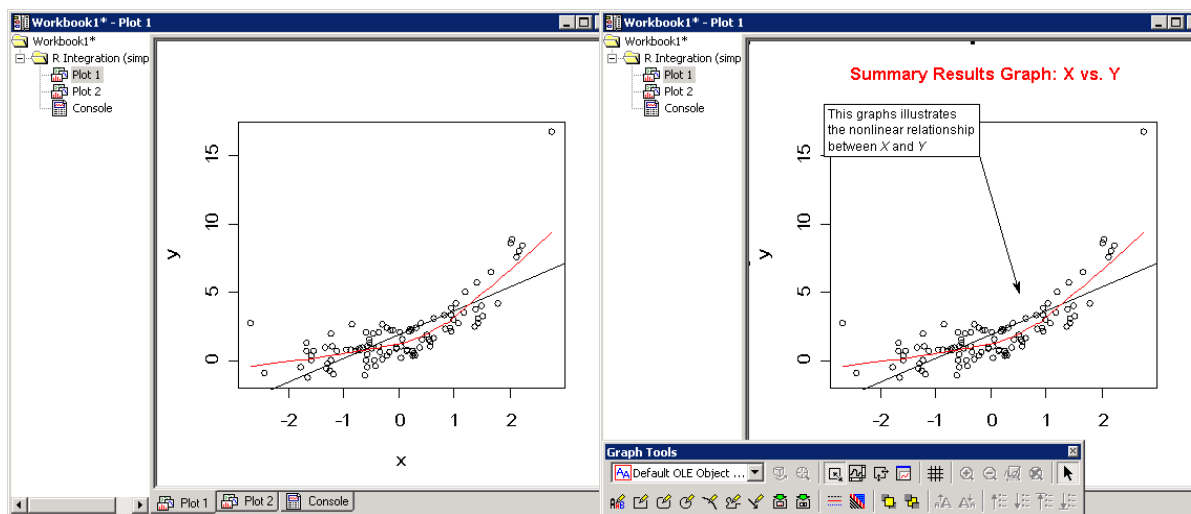 Workbook1* - Plot 1
Workbook1*
R Integration (simp
Plot 1
Plot 2
Console
15
10
5
0
y
-2 -1 0 1 2
x
Plot 1 Plot 2 Console
Workbook1* - Plot 1
Workbook1*
R Integration (simp
Plot 1
Plot 2
Console
Summary Results Graph: X vs. Y
This graphs illustrates
the nonlinear relationship
between X and Y
15
10
5
0
y
-2 -1 0 1 2
Graph Tools
Default OLE Object ...